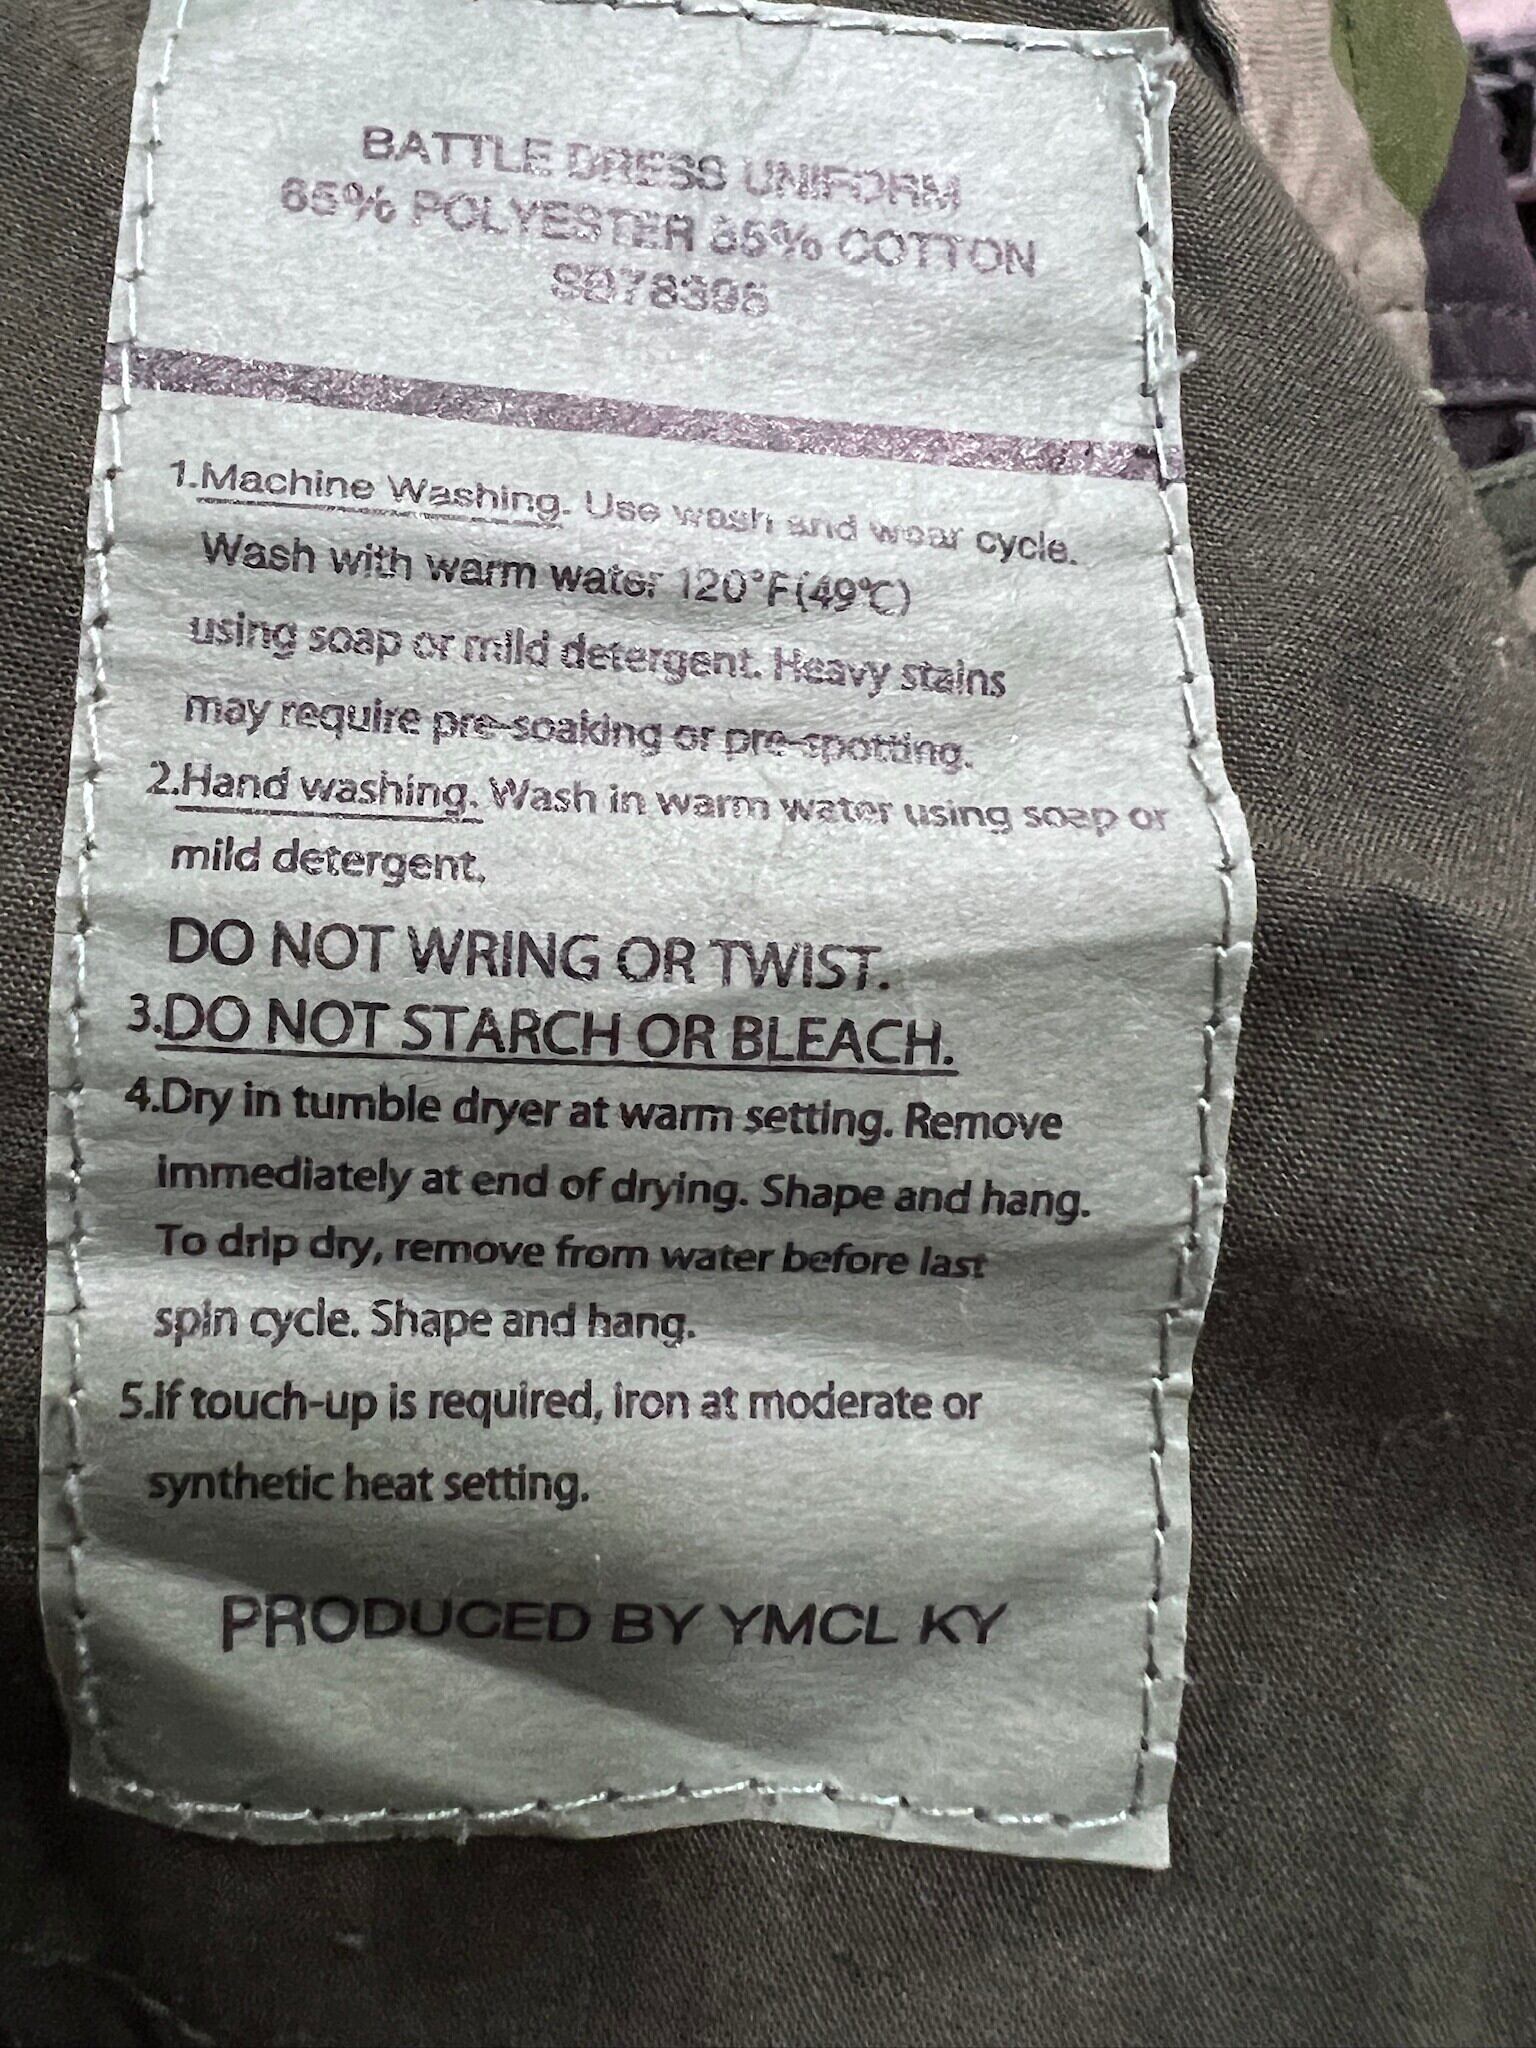 BATTLE DRESS UNIFORM
65% POLYESTER 35% COTTON
1.Machine Washing. Use wash and wear cycle.
Wash with warm water 120°F(49℃)
using soap or mild detergent. Heavy stains
may require pre-soaking or pre-spotting.
2.Hand washing. Wash in warm water using soap or
mild detergent.
DO NOT WRING OR TWIST.
3.DO NOT STARCH OR BLEACH.
4.Dry in tumble dryer at warm setting. Remove
immediately at end of drying. Shape and hang.
To drip dry, remove from water before last
spin cycle. Shape and hang.
5.If touch-up is required, iron at moderate or
synthetic heat setting.
PRODUCED BY YMCL KY